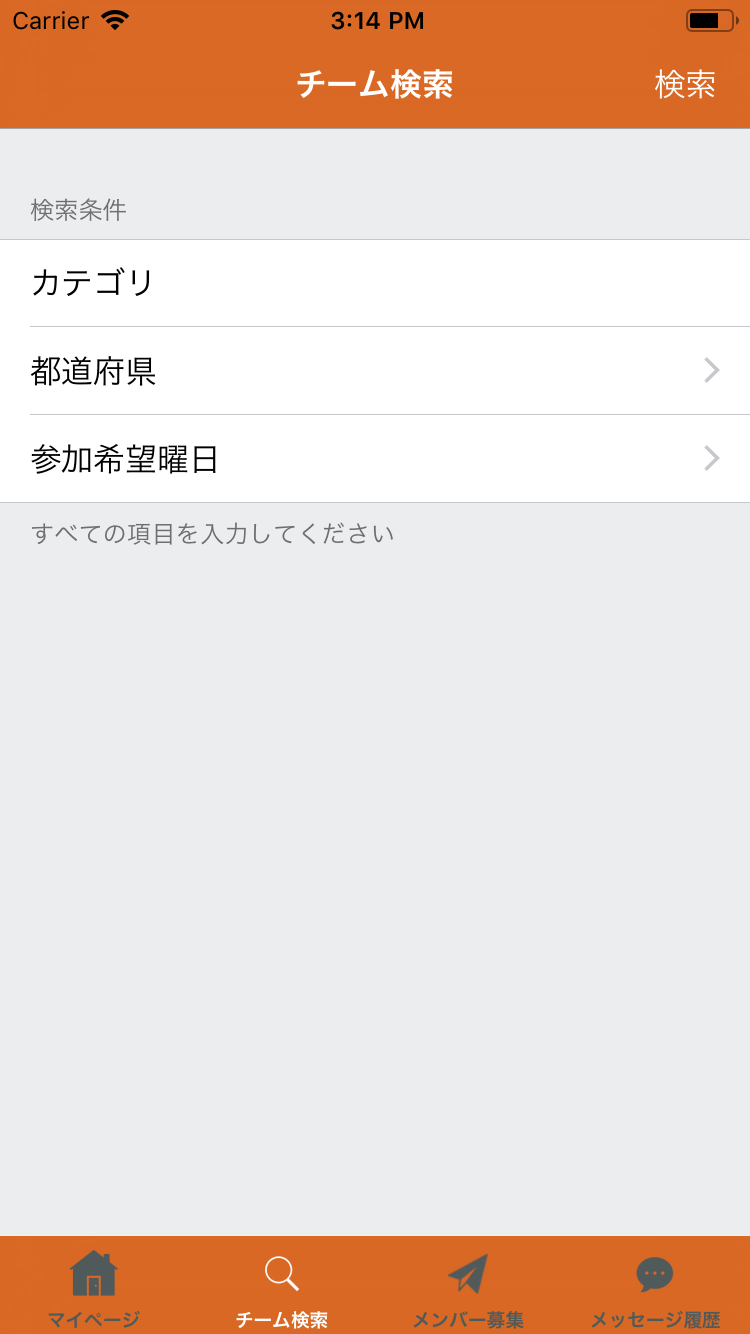 Carrier 3:14 PM
チーム検索 検索
検索条件
カテゴリ
都道府県
参加希望曜日
すべての項目を入力してください
マイページ チーム検索 メンバー募集 メッセージ履歴